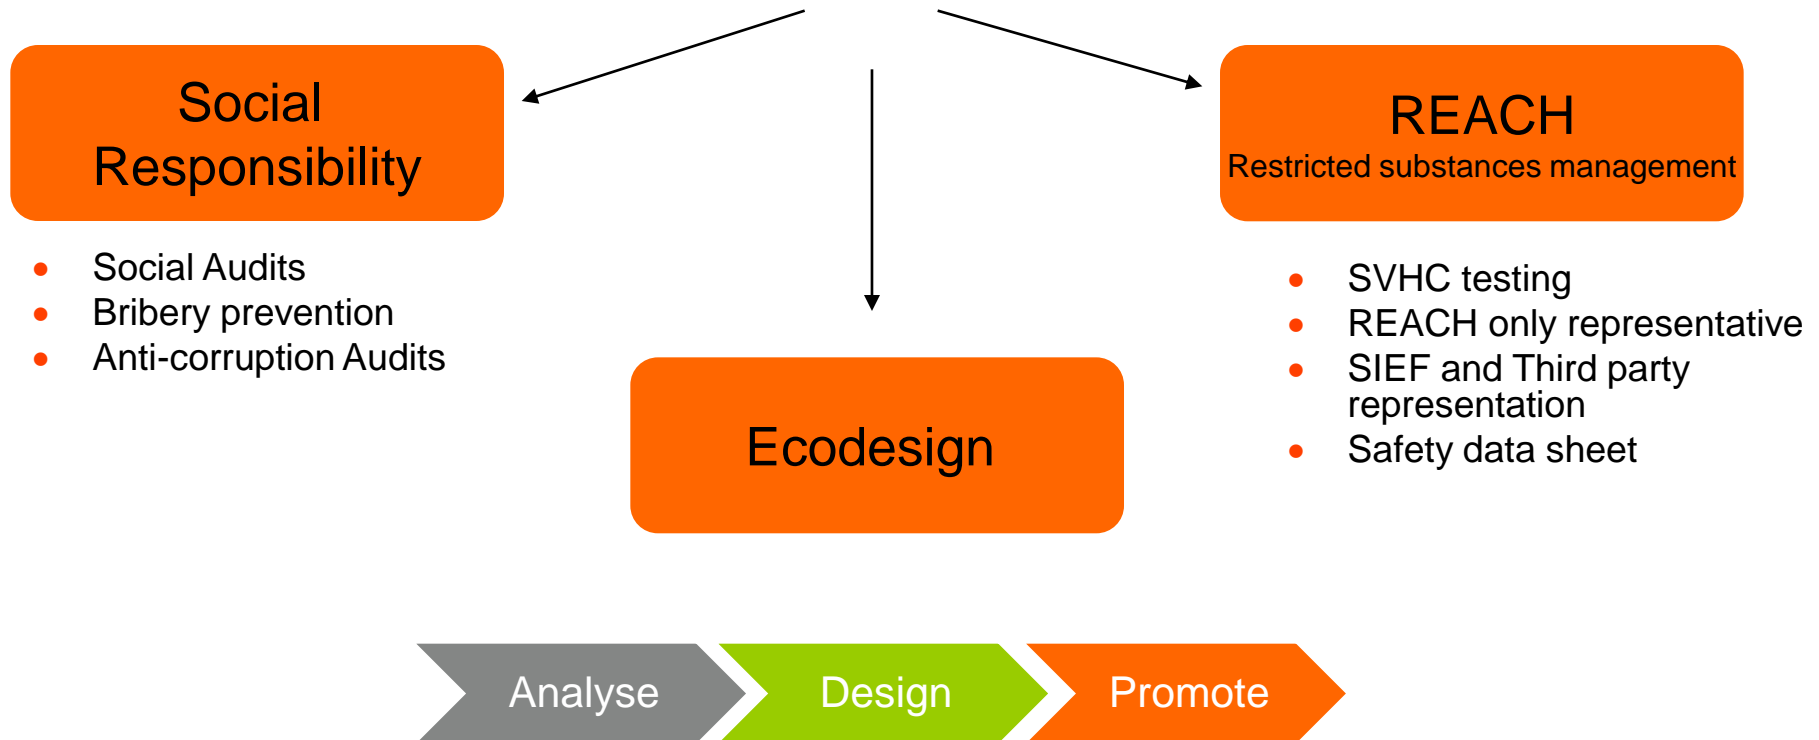 Social
Responsibility
REACH
Restricted substances management
Social Audits
Bribery prevention
Anti-corruption Audits
SVHC testing
REACH only representative
SIEF and Third party
representation
Safety data sheet
Ecodesign
Analyse
Design
Promote